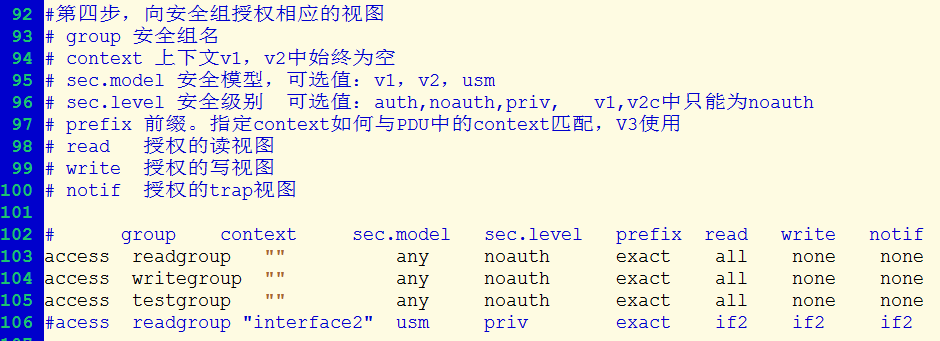 92 #第四步，向安全组授权相应的视图
93 # group 安全组名
94 # context 上下文v1，v2中始终为空
95 # sec.model 安全模型，可选值：v1，v2，usm
96 # sec.level 安全级别 可选值：auth,noauth,priv, v1,v2c中只能为noauth
97 # prefix 前缀。指定context如何与PDU中的context匹配，V3使用
98 # read 授权的读视图
99 # write 授权的写视图
100 # notif 授权的trap视图
101
102 # group context sec.model sec.level prefix read write notif
103 access readgroup "" any noauth exact all none none
104 access writegroup "" any noauth exact all none none
105 access testgroup "" any noauth exact all none none
106 #acess readgroup "interface2" usm priv exact if2 if2 if2